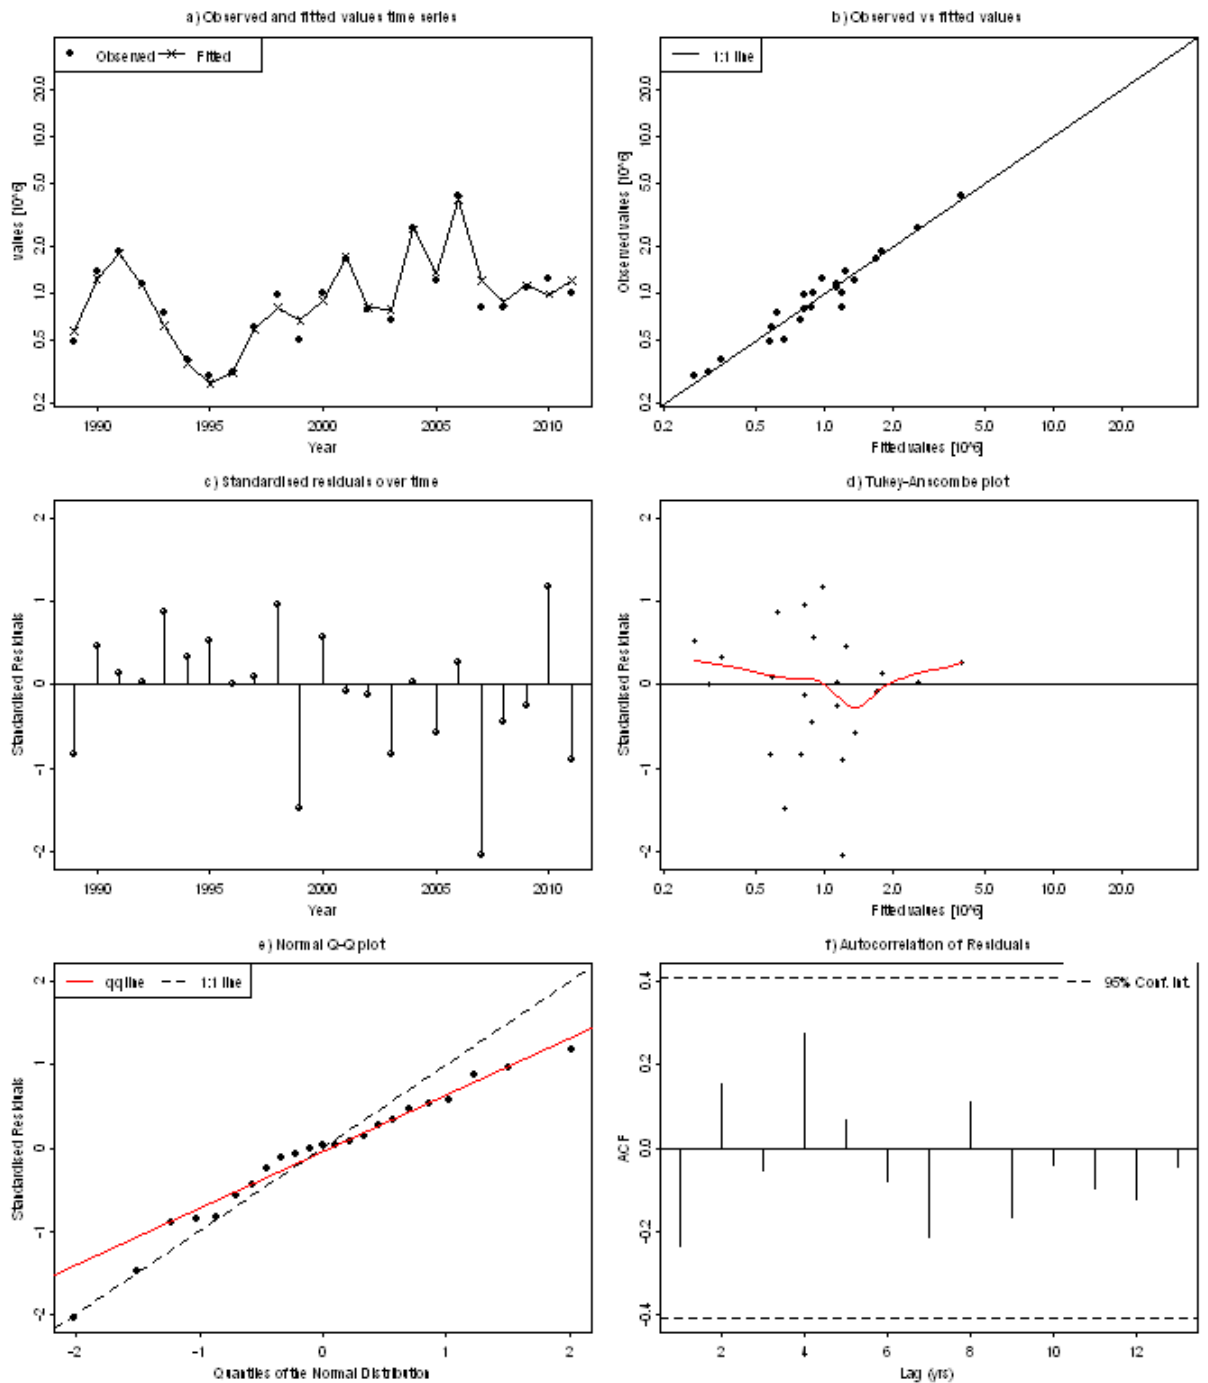 a) Observed and fitted values time series
Observed Fitted
values [10^6]
20.0
10.0
5.0
2.0
1.0
0.5
0.2
1990 1995 2000 2005 2010
Year
b) Observed vs fitted values
1:1 line
Observed values [10^6]
20.0
10.0
5.0
2.0
1.0
0.5
0.2
0.2 0.5 1.0 2.0 5.0 10.0 20.0
Fitted values [10^6]
c) Standardised residuals over time
Standardised Residuals
2
1
0
-1
-2
1990 1995 2000 2005 2010
Year
d) Tukey-Anscombe plot
Standardised Residuals
2
1
0
-1
-2
0.2 0.5 1.0 2.0 5.0 10.0 20.0
Fitted values [10^6]
e) Normal Q-Q plot
qq line 1:1 line
Standardised Residuals
2
1
0
-1
-2
-2 -1 0 1 2
Quantiles of the Normal Distribution
f) Autocorrelation of Residuals
95% Conf. Int.
ACF
0.4
0.2
0.0
-0.2
-0.4
2 4 6 8 10 12
Lag (yrs)